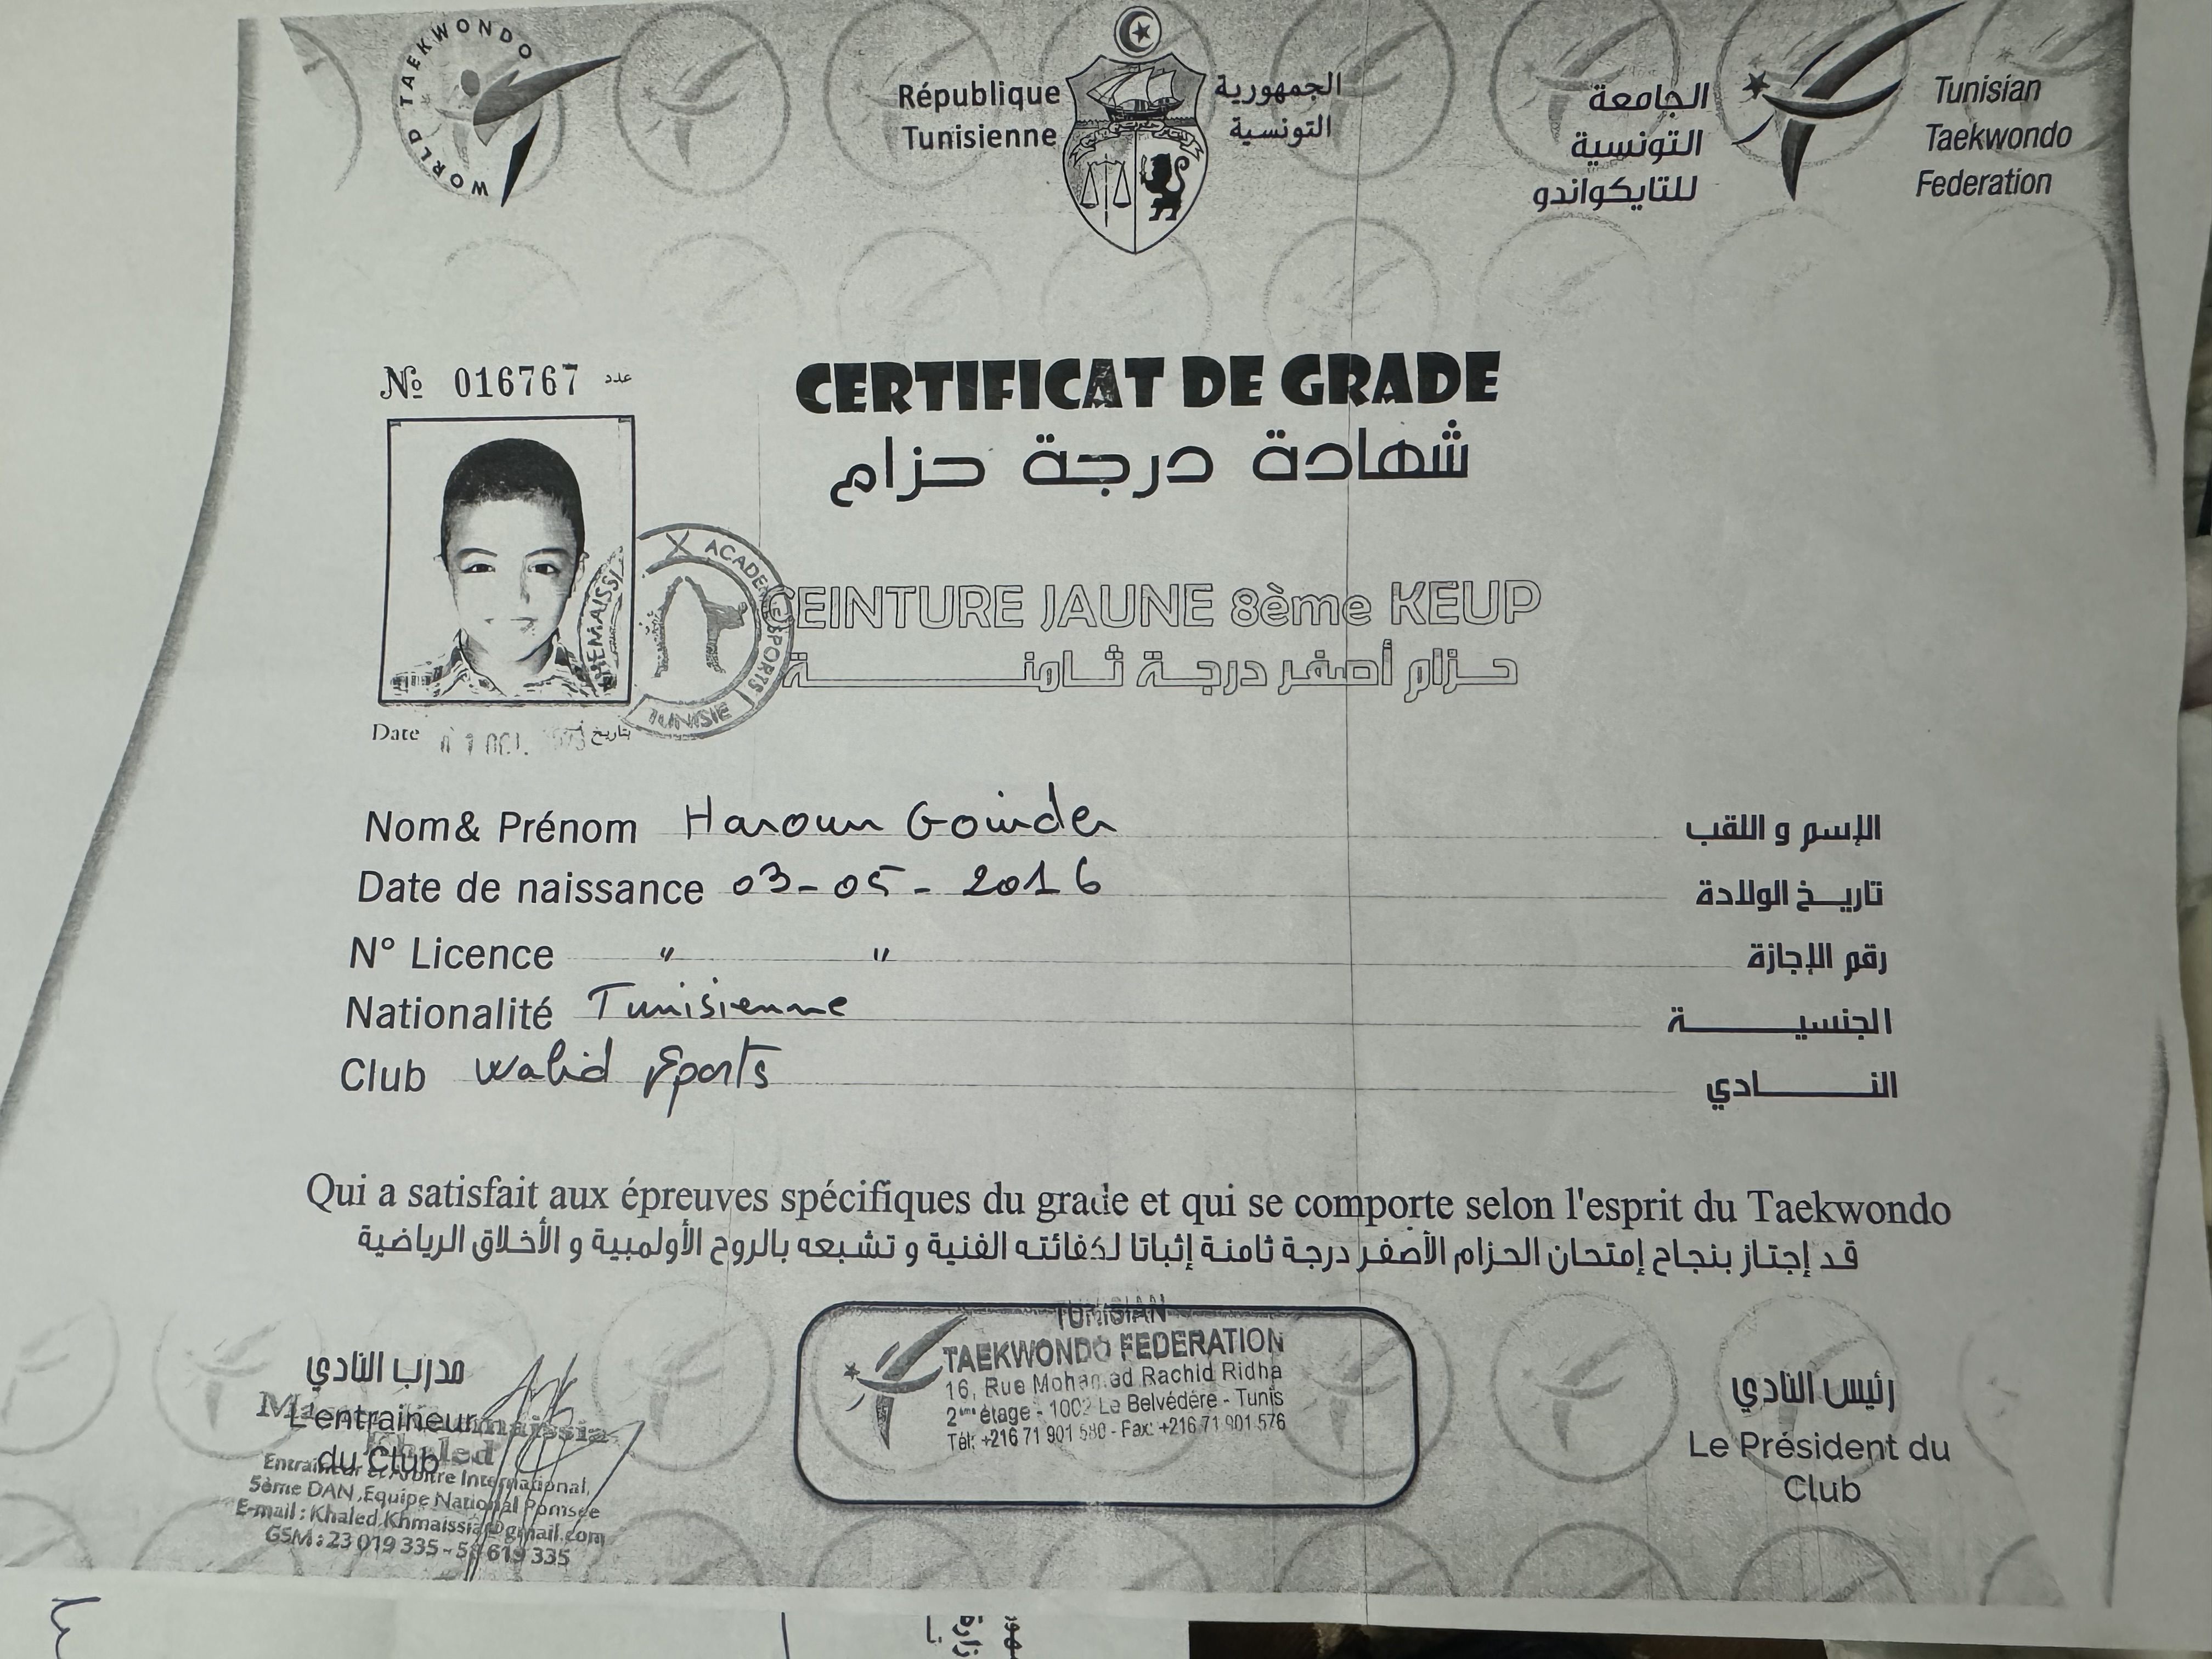 WORLD TAEKWONDO
République
Tunisienne
الجمهورية
التونسية
الجامعة
التونسية
للتايكواندو
Tunisian
Taekwondo
Federation
№ 016767 عدد
CERTIFICAT DE GRADE
شهادة درجة حزام
CEINTURE JAUNE 8ème KEUP
حـزام أصفر درجة ثـامنـــــــــة
ACADEMIE SPORTS
TUNISIE
Date بتاريخ
Nom& Prénom Haroun Gouider الإسم و اللقب
Date de naissance 03-05-2016 تاريـخ الولادة
N° Licence " " رقم الإجازة
Nationalité Tunisienne الجنسيـــــــة
Club Walid Sports النـــــــادي
Qui a satisfait aux épreuves spécifiques du grade et qui se comporte selon l'esprit du Taekwondo
قد إجتاز بنجاح إمتحان الحزام الأصفر درجة ثامنة إثباتا لكفائته الفنية و تشبعه بالروح الأولمبية و الأخلاق الرياضية
مدرب النادي
L'entraineur
du Club
Khaled
Entraineur et Arbitre International,
5ème DAN ,Equipe National Pomsee
E-mail : Khaled.Khmaissia@gmail.com
GSM : 23 019 335 - 58 619 335
TUNISIAN
TAEKWONDO FEDERATION
16, Rue Mohamed Rachid Ridha
2ème étage - 1002 Le Belvédère - Tunis
Tél: +216 71 901 580 - Fax: +216 71 901 576
رئيس النادي
Le Président du
Club